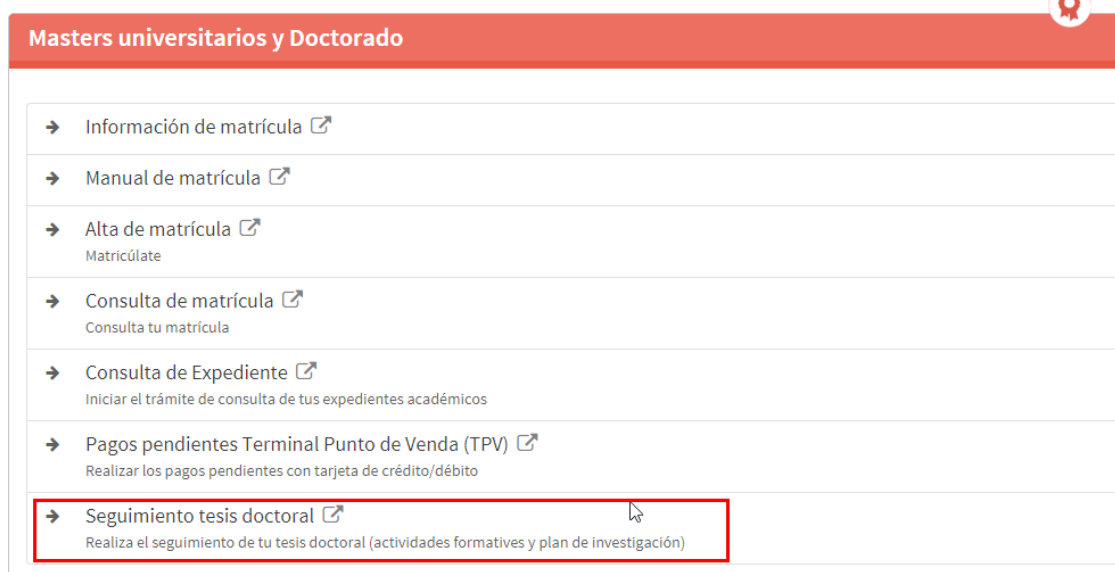 Masters universitarios y Doctorado
Información de matrícula
Manual de matrícula
Alta de matrícula
Matricúlate
Consulta de matrícula
Consulta tu matrícula
Consulta de Expediente
Iniciar el trámite de consulta de tus expedientes académicos
Pagos pendientes Terminal Punto de Venta (TPV)
Realizar los pagos pendientes con tarjeta de crédito/débito
Seguimiento tesis doctoral
Realiza el seguimiento de tu tesis doctoral (actividades formatives y plan de investigación)